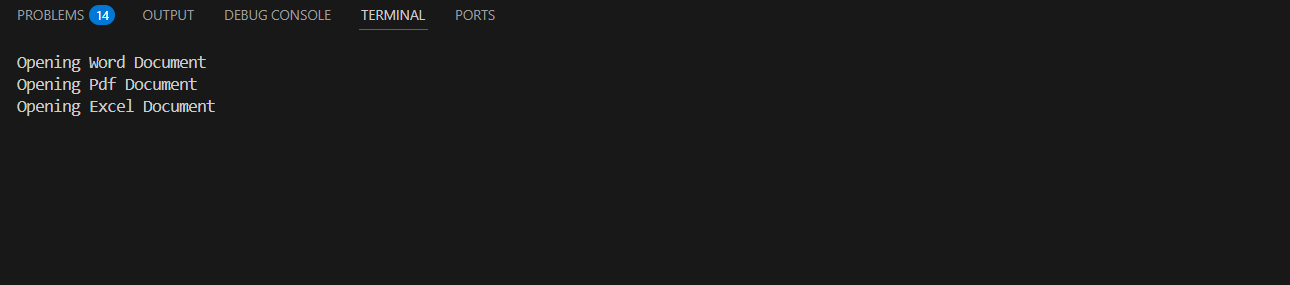 PROBLEMS 14 OUTPUT DEBUG CONSOLE TERMINAL PORTS
Opening Word Document
Opening Pdf Document
Opening Excel Document